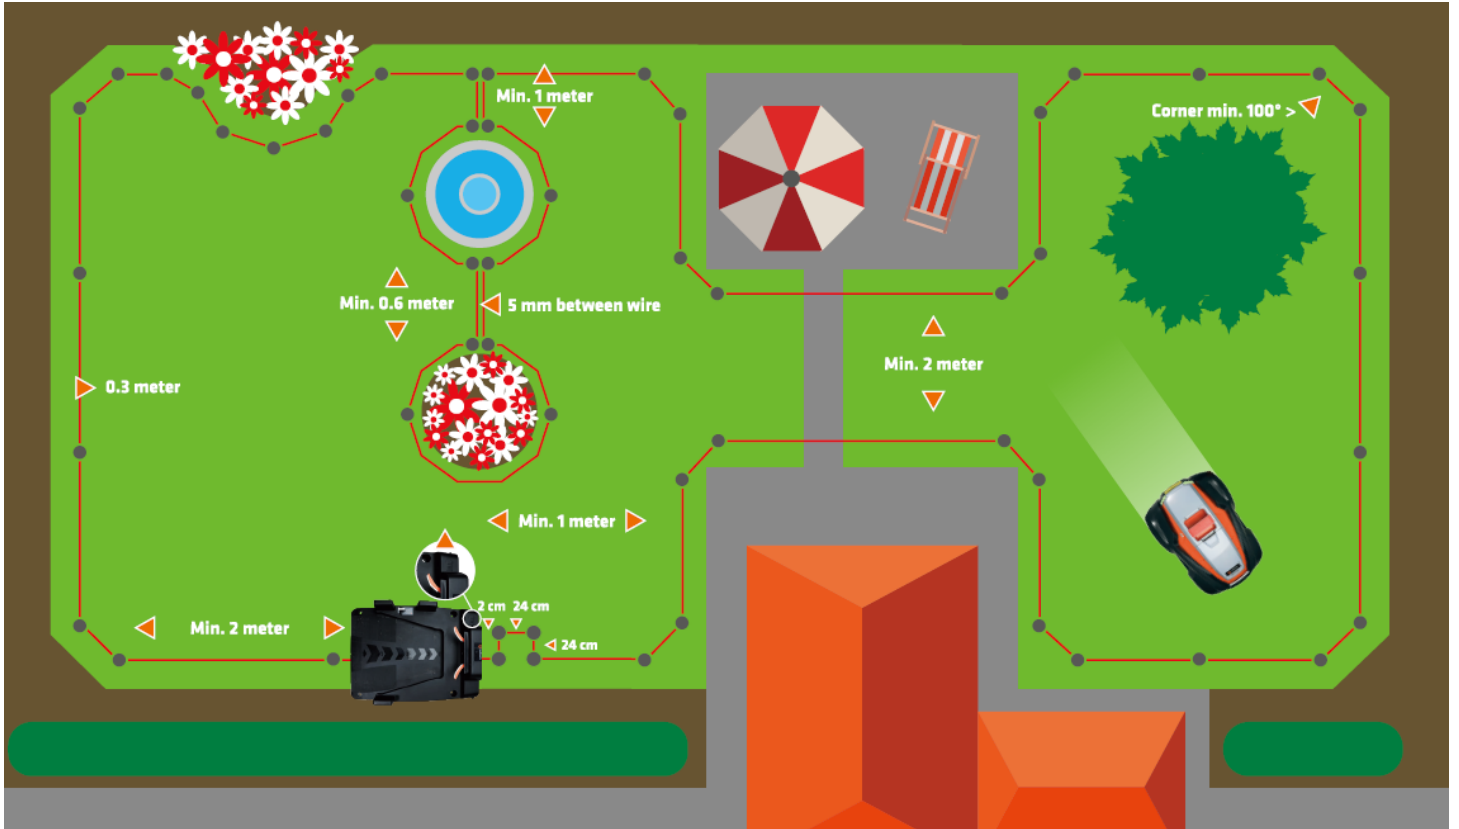 Min. 1 meter
Corner min. 100° >
Min. 0.6 meter
5 mm between wire
Min. 2 meter
0.3 meter
Min. 1 meter
2 cm 24 cm
Min. 2 meter
24 cm